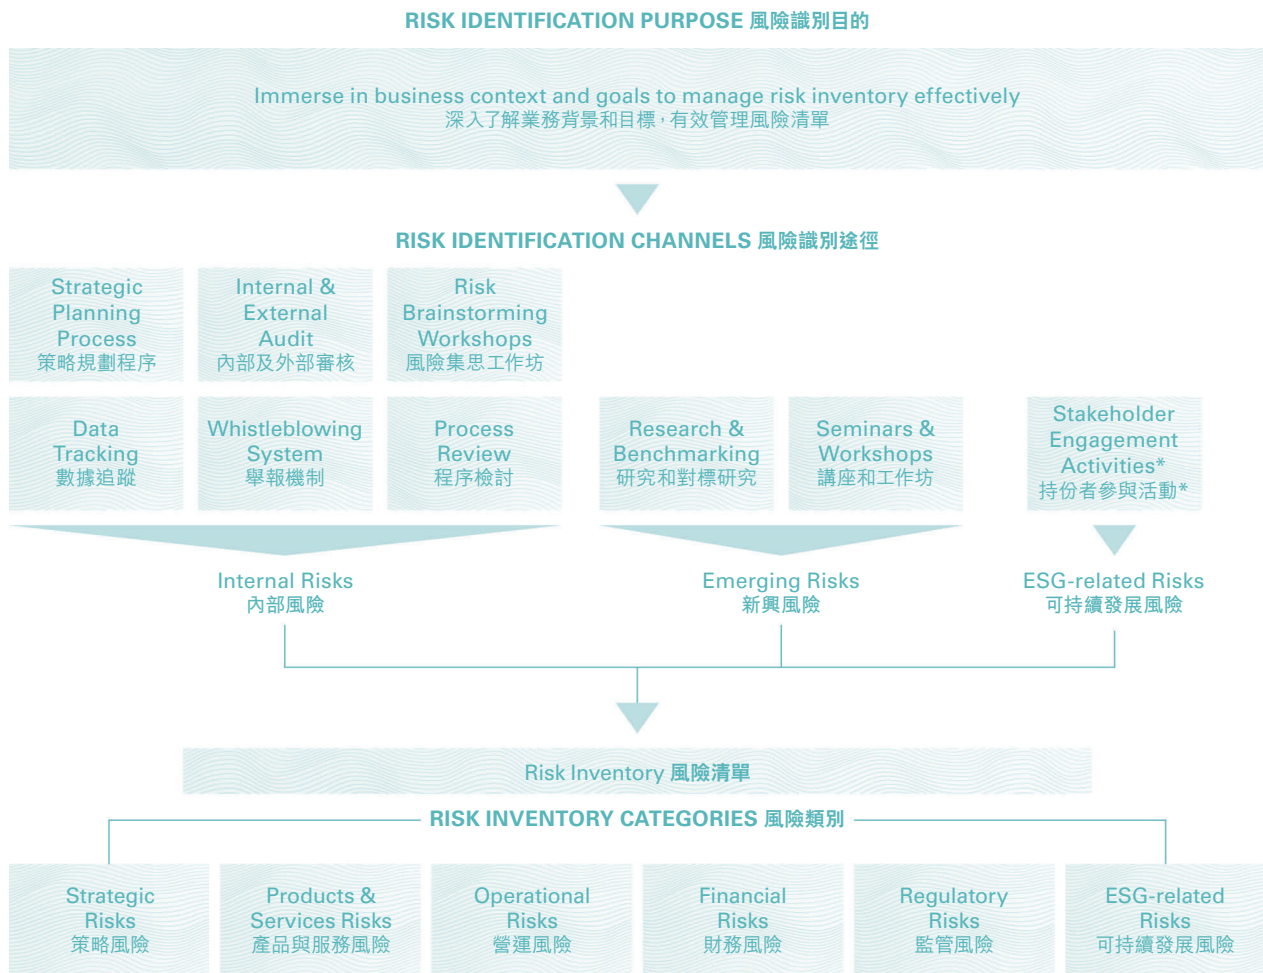 RISK IDENTIFICATION PURPOSE 風險識別目的
Immerse in business context and goals to manage risk inventory effectively
深入了解業務背景和目標，有效管理風險清單
RISK IDENTIFICATION CHANNELS 風險識別途徑
Strategic
Planning
Process
策略規劃程序
Internal &
External
Audit
內部及外部審核
Risk
Brainstorming
Workshops
風險集思工作坊
Data
Tracking
數據追蹤
Whistleblowing
System
舉報機制
Process
Review
程序檢討
Research &
Benchmarking
研究和對標研究
Seminars &
Workshops
講座和工作坊
Stakeholder
Engagement
Activities*
持份者參與活動*
Internal Risks
內部風險
Emerging Risks
新興風險
ESG-related Risks
可持續發展風險
Risk Inventory 風險清單
RISK INVENTORY CATEGORIES 風險類別
Strategic
Risks
策略風險
Products &
Services Risks
產品與服務風險
Operational
Risks
營運風險
Financial
Risks
財務風險
Regulatory
Risks
監管風險
ESG-related
Risks
可持續發展風險